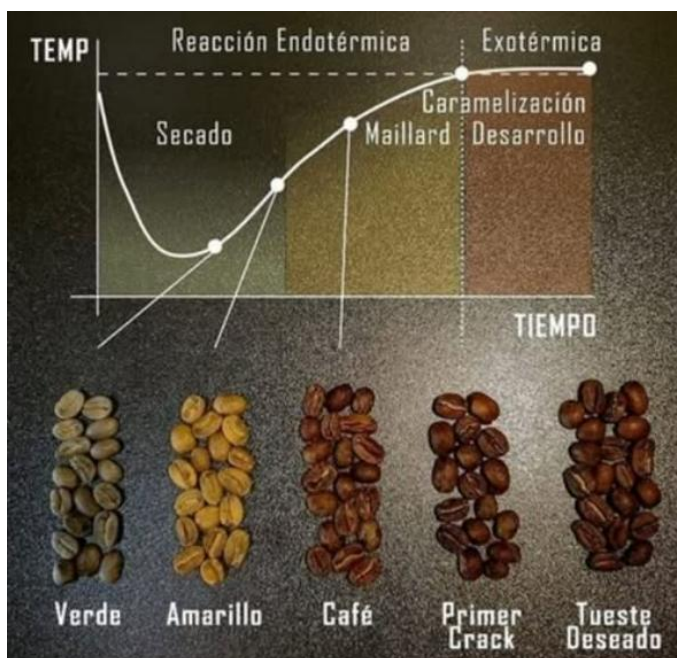 TEMP
Reacción Endotérmica
Exotérmica
Secado
Caramelización
Maillard
Desarrollo
TIEMPO
Verde
Amarillo
Café
Primer
Crack
Tueste
Deseado